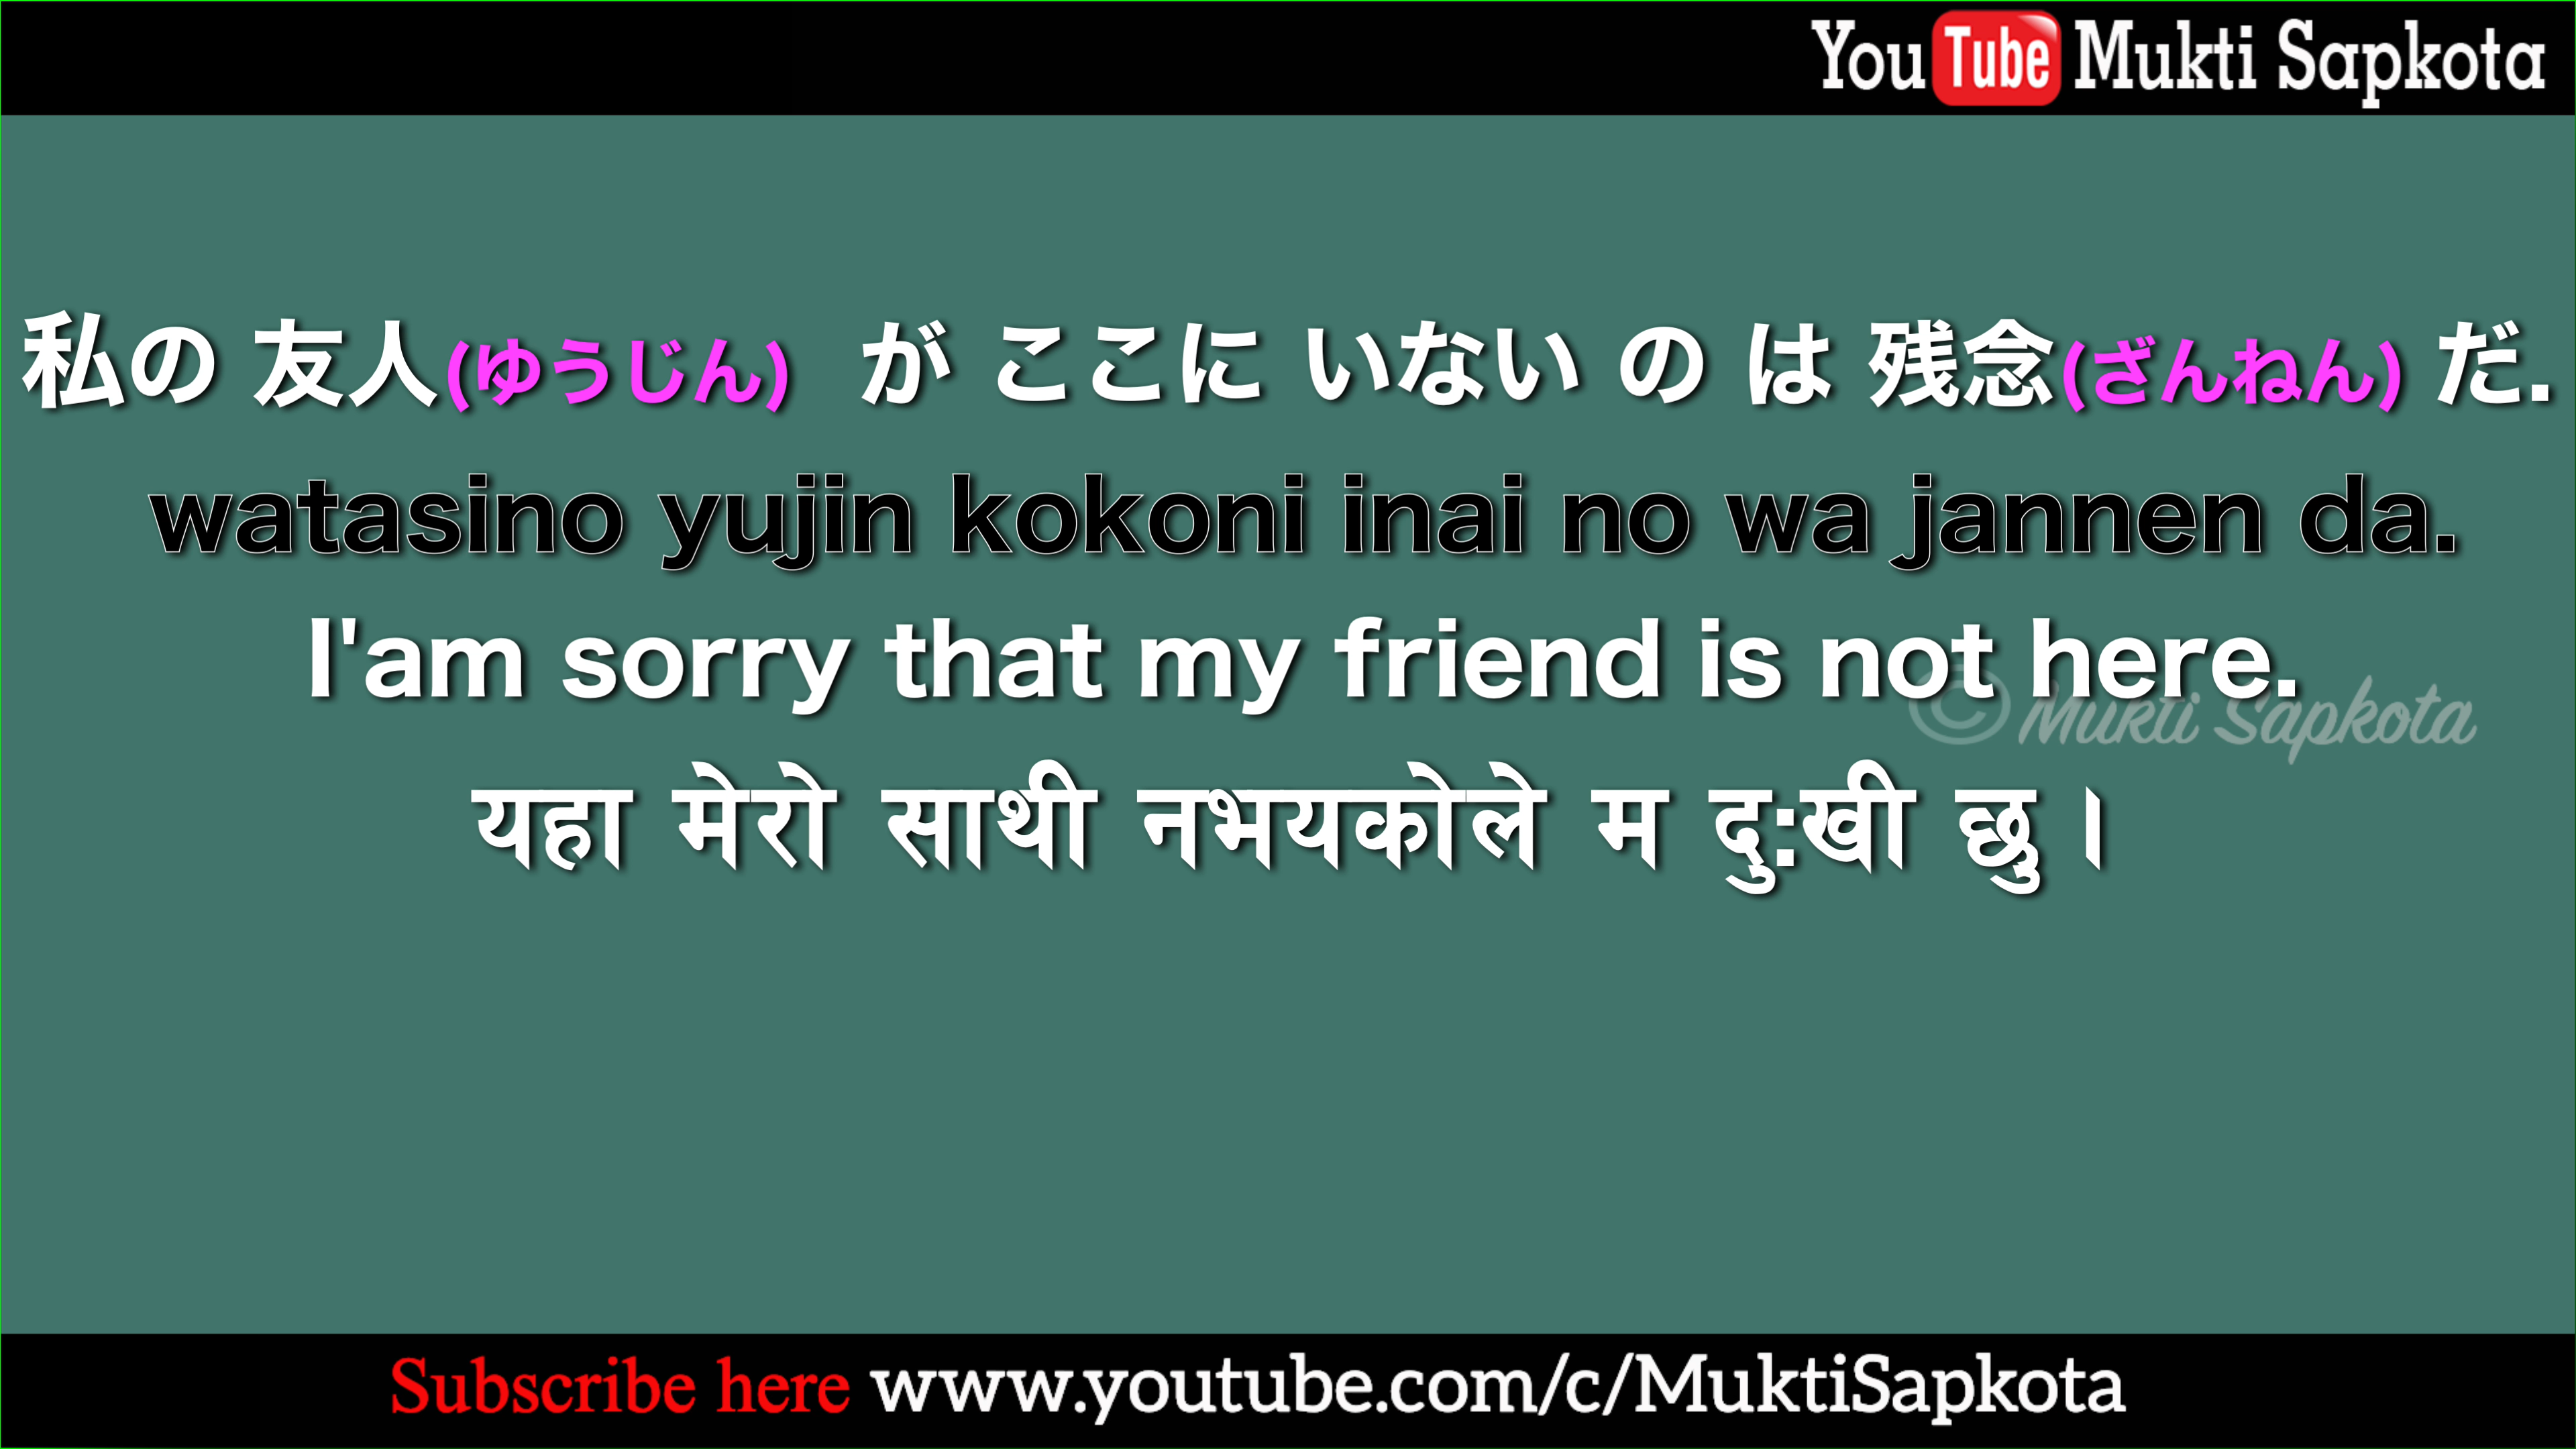 YouTube Mukti Sapkota
私の 友人(ゆうじん) が ここに いない の は 残念(ざんねん) だ.
watasino yujin kokoni inai no wa jannen da.
I'am sorry that my friend is not here.
© Mukti Sapkota
यहा मेरो साथी नभयकोले म दु:खी छु ।
Subscribe here www.youtube.com/c/MuktiSapkota